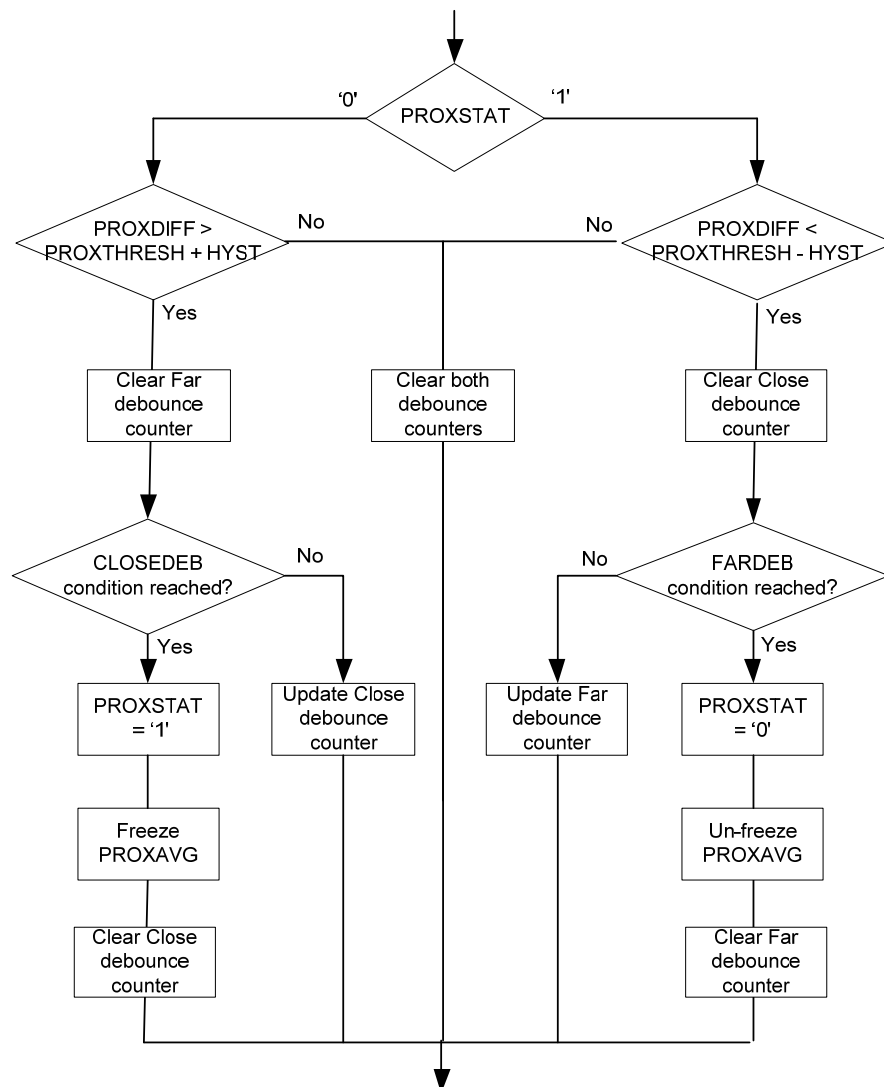 ‘0’
‘1’
PROXSTAT
PROXDIFF >
PROXTHRESH + HYST
No
No
PROXDIFF <
PROXTHRESH - HYST
Yes
Yes
Clear Far
debounce
counter
Clear both
debounce
counters
Clear Close
debounce
counter
CLOSEDEB
condition reached?
No
No
FARDEB
condition reached?
Yes
Yes
PROXSTAT
= ‘1’
Update Close
debounce
counter
Update Far
debounce
counter
PROXSTAT
= ‘0’
Freeze
PROXAVG
Un-freeze
PROXAVG
Clear Close
debounce
counter
Clear Far
debounce
counter